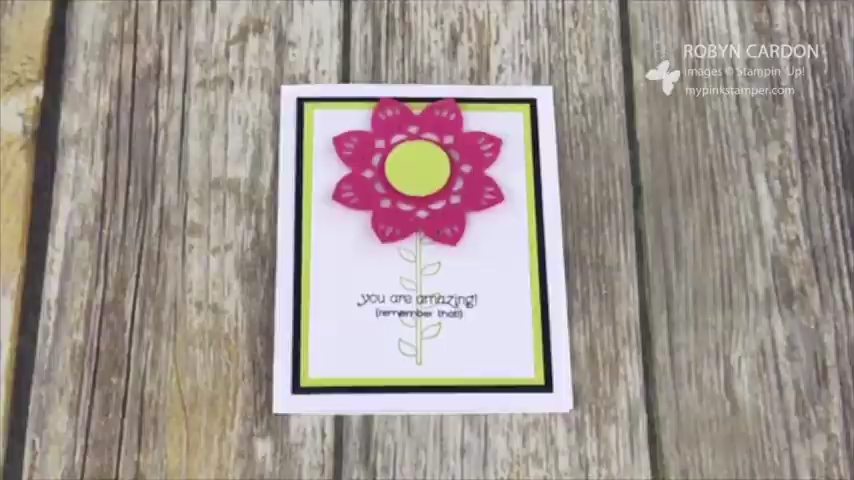 ROBYN CARDON
Images © Stampin' Up!
mypinkstamper.com
you are amazing!
(remember that!)